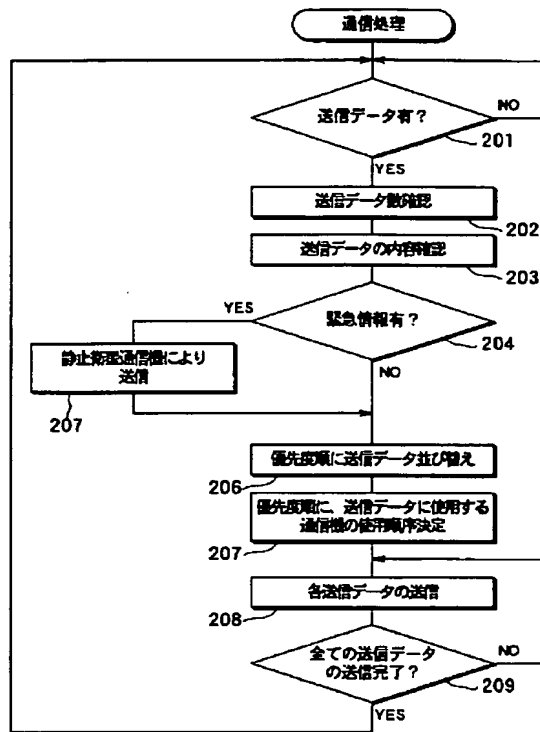 通信処理
送信データ有？
NO
201
YES
送信データ数確認
202
送信データの内容確認
203
YES
緊急情報有？
204
静止衛星通信機により
送信
207
NO
優先度順に送信データ並び替え
206
優先度順に、送信データに使用する
通信機の使用順序決定
207
各送信データの送信
208
全ての送信データ
の送信完了？
NO
209
YES